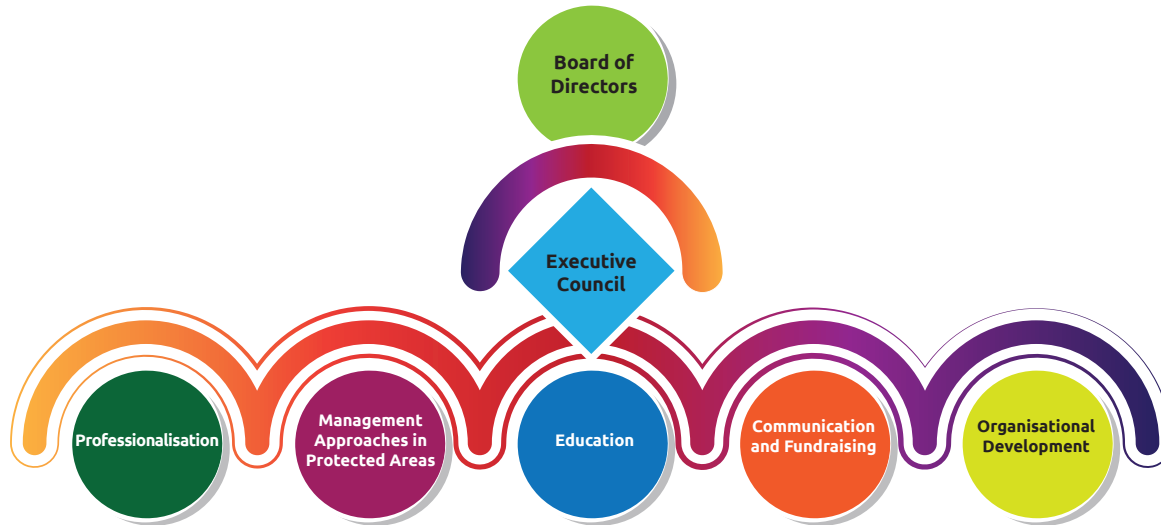 Board of
Directors
Executive
Council
Professionalisation
Management
Approaches in
Protected Areas
Education
Communication
and Fundraising
Organisational
Development